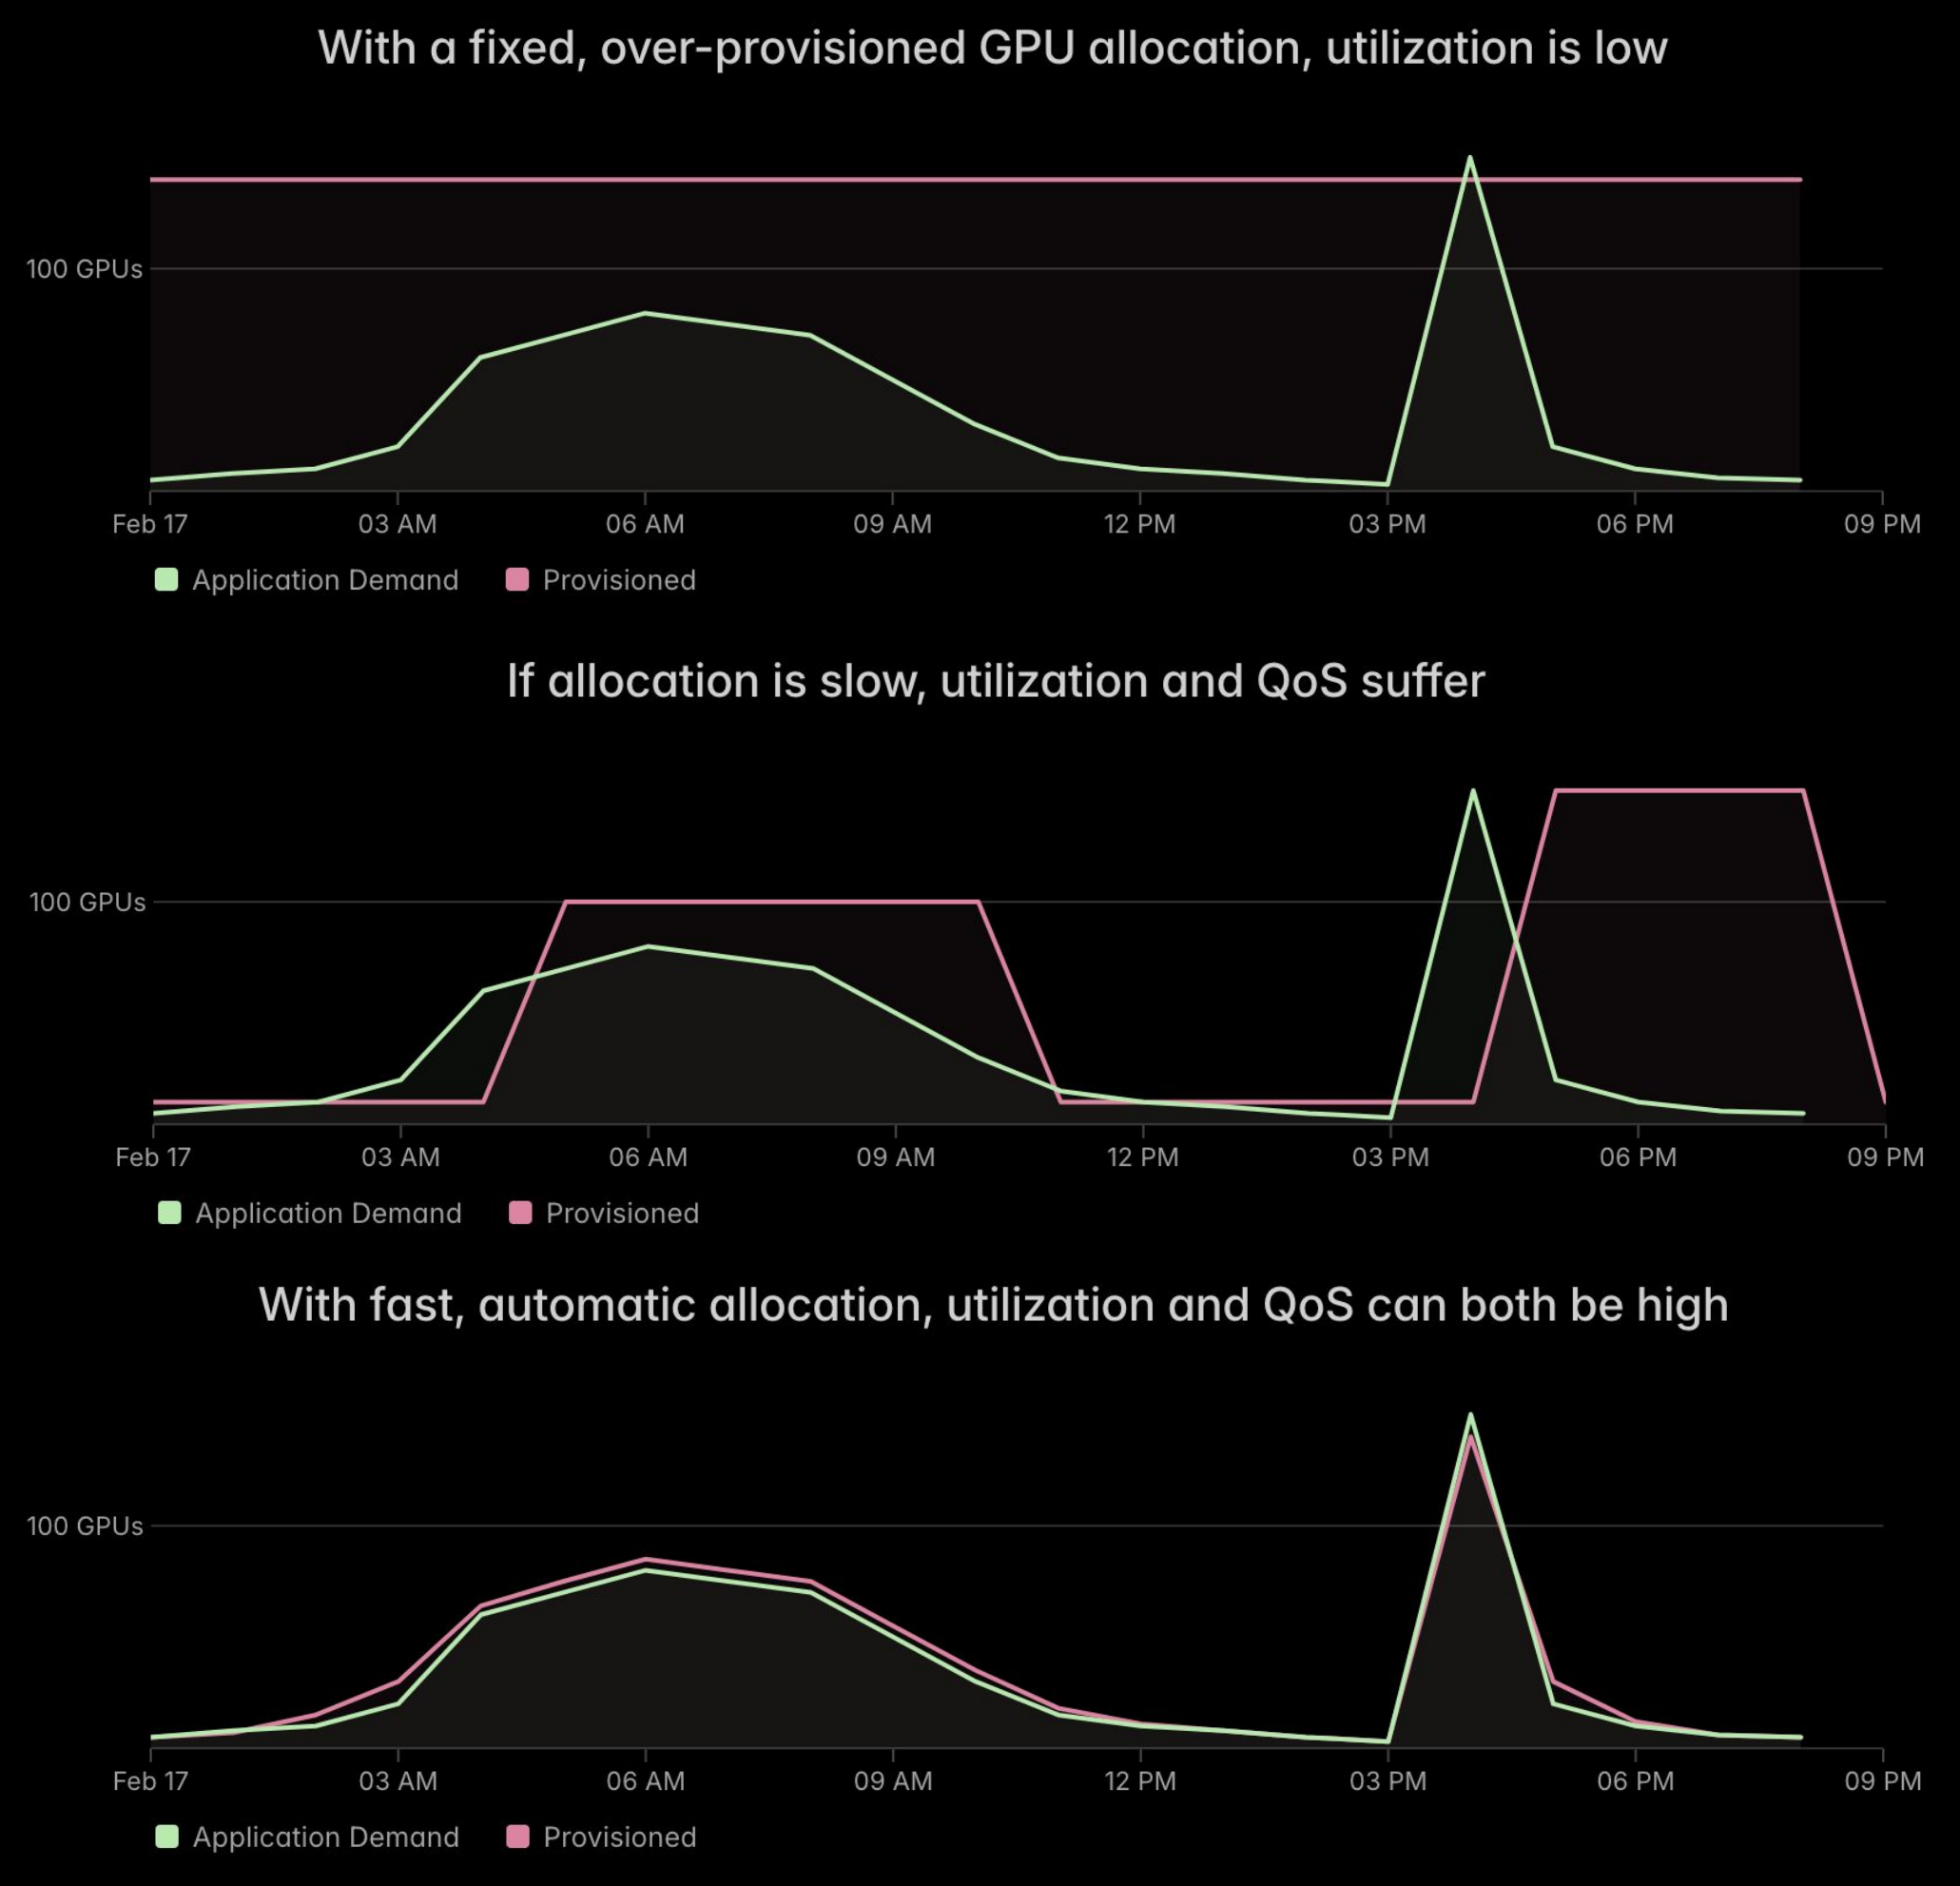 With a fixed, over-provisioned GPU allocation, utilization is low
100 GPUs
Feb 17 03 AM 06 AM 09 AM 12 PM 03 PM 06 PM 09 PM
Application Demand Provisioned
If allocation is slow, utilization and QoS suffer
100 GPUs
Feb 17 03 AM 06 AM 09 AM 12 PM 03 PM 06 PM 09 PM
Application Demand Provisioned
With fast, automatic allocation, utilization and QoS can both be high
100 GPUs
Feb 17 03 AM 06 AM 09 AM 12 PM 03 PM 06 PM 09 PM
Application Demand Provisioned